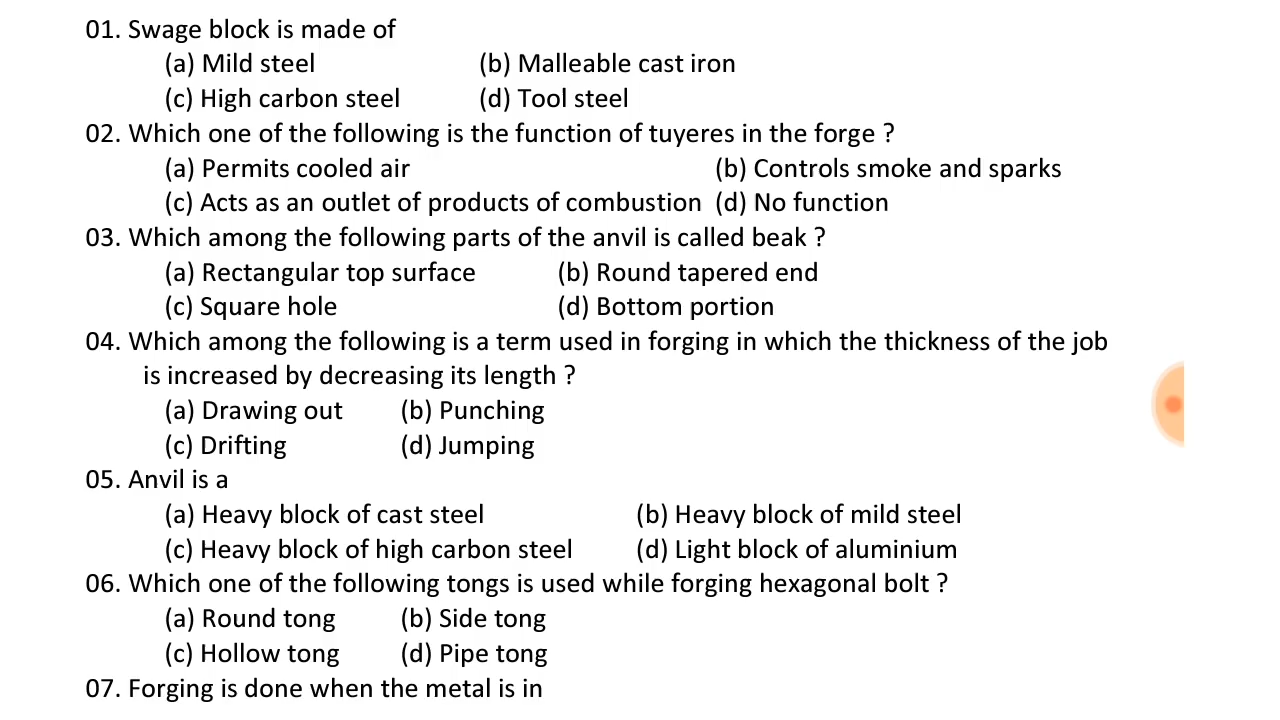 01. Swage block is made of
(a) Mild steel (b) Malleable cast iron
(c) High carbon steel (d) Tool steel
02. Which one of the following is the function of tuyeres in the forge ?
(a) Permits cooled air (b) Controls smoke and sparks
(c) Acts as an outlet of products of combustion (d) No function
03. Which among the following parts of the anvil is called beak ?
(a) Rectangular top surface (b) Round tapered end
(c) Square hole (d) Bottom portion
04. Which among the following is a term used in forging in which the thickness of the job
is increased by decreasing its length ?
(a) Drawing out (b) Punching
(c) Drifting (d) Jumping
05. Anvil is a
(a) Heavy block of cast steel (b) Heavy block of mild steel
(c) Heavy block of high carbon steel (d) Light block of aluminium
06. Which one of the following tongs is used while forging hexagonal bolt ?
(a) Round tong (b) Side tong
(c) Hollow tong (d) Pipe tong
07. Forging is done when the metal is in